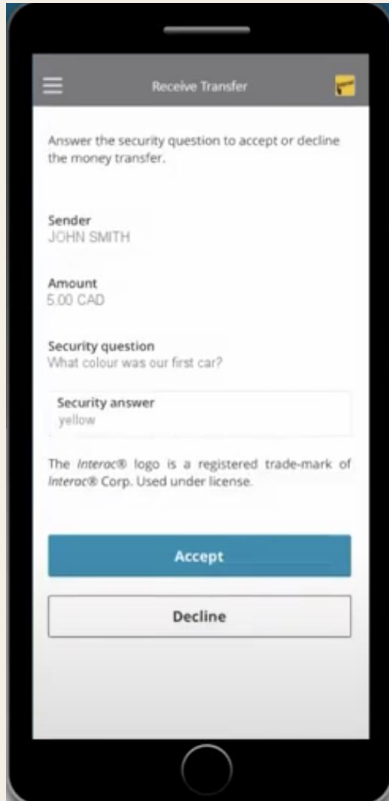 Receive Transfer
Answer the security question to accept or decline
the money transfer.
Sender
JOHN SMITH
Amount
5.00 CAD
Security question
What colour was our first car?
Security answer
yellow
The Interac® logo is a registered trade-mark of
Interac® Corp. Used under license.
Accept
Decline